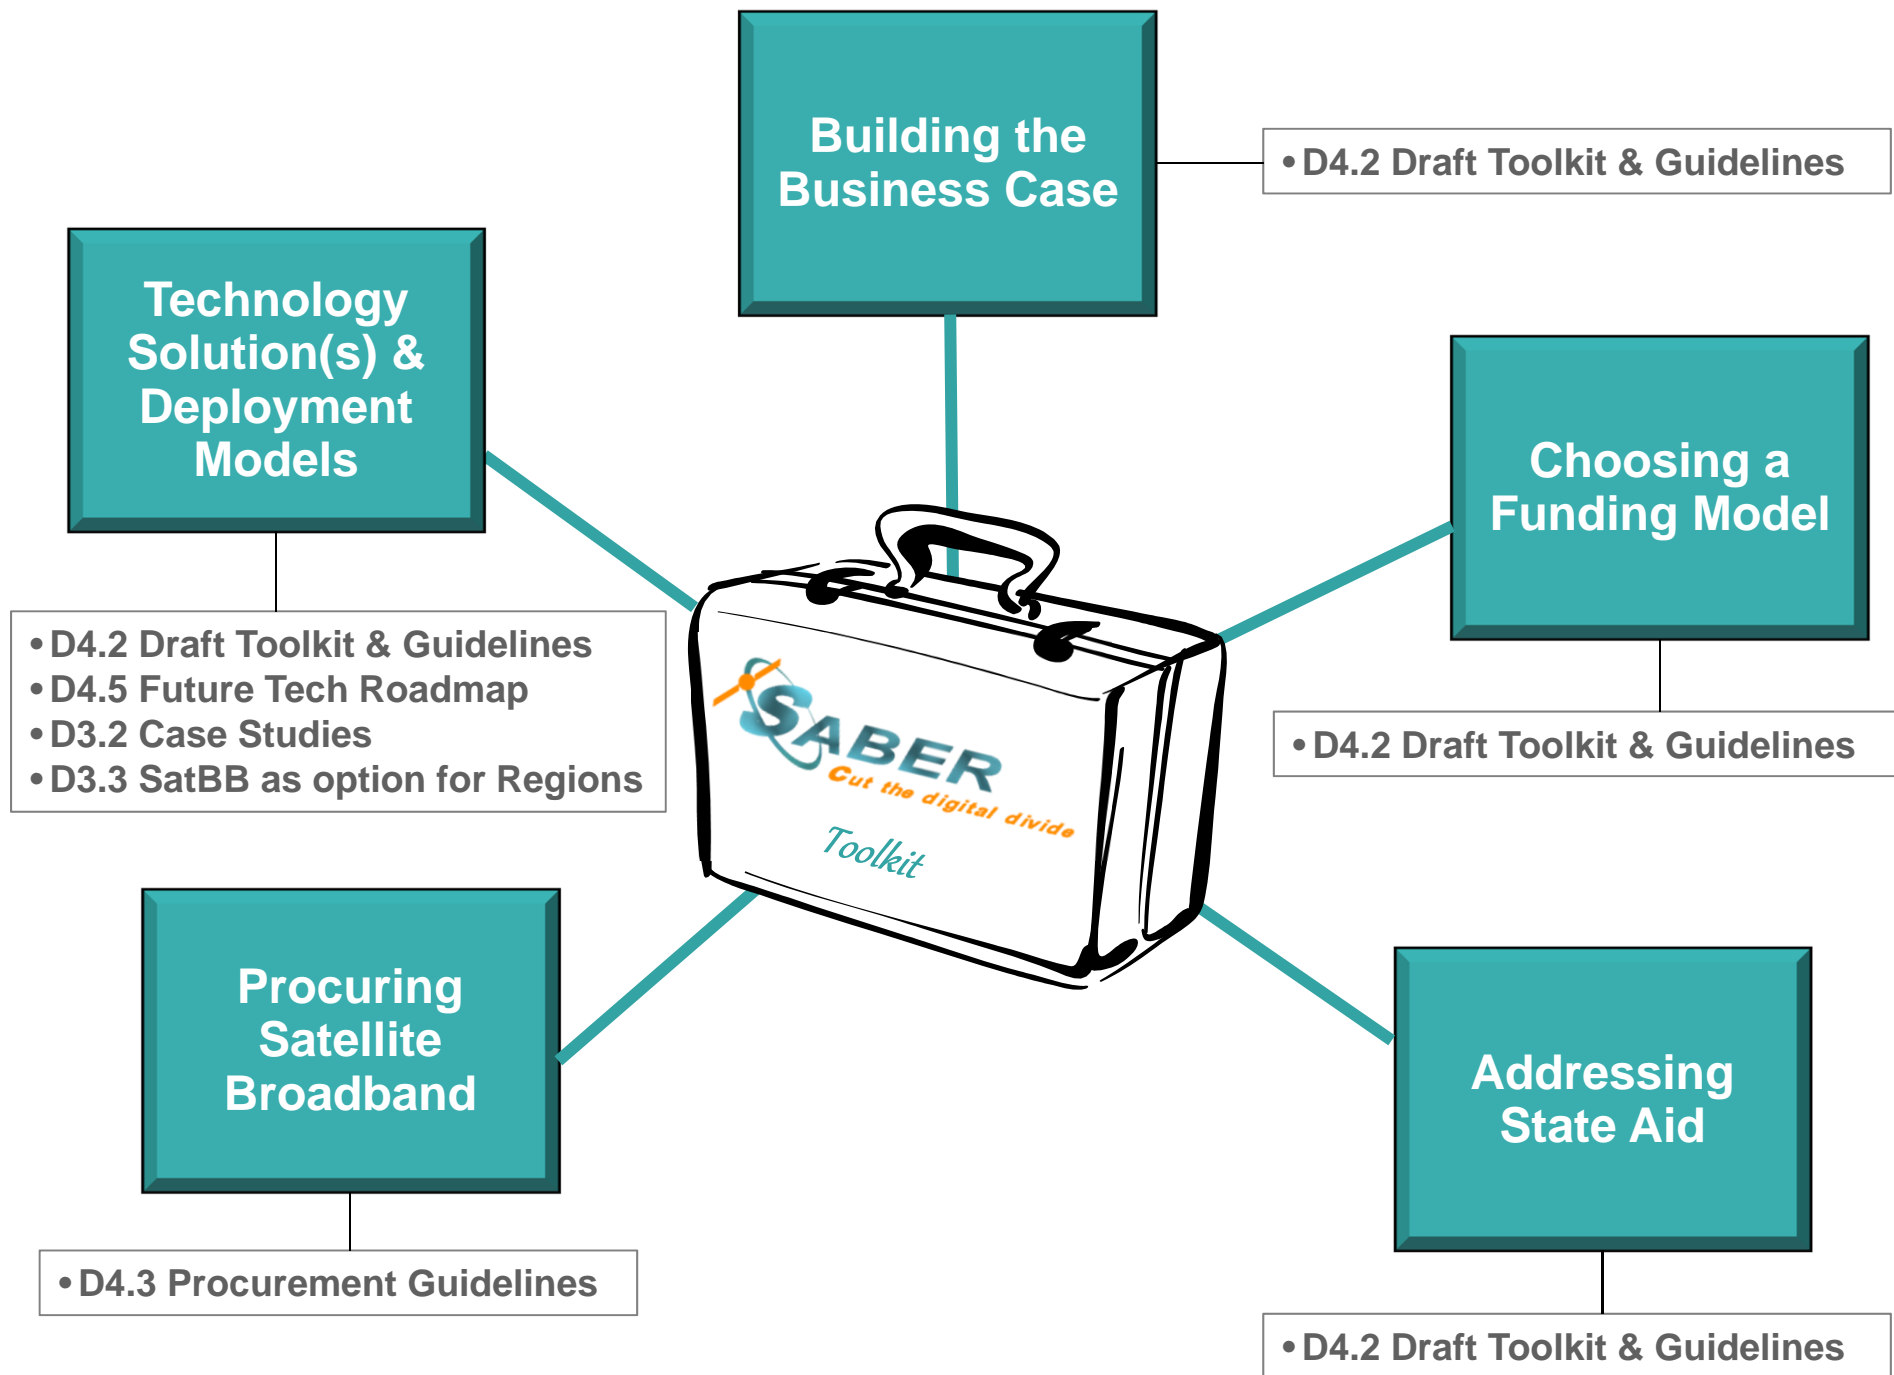 Building the
Business Case
• D4.2 Draft Toolkit & Guidelines
Technology
Solution(s) &
Deployment
Models
• D4.2 Draft Toolkit & Guidelines
• D4.5 Future Tech Roadmap
• D3.2 Case Studies
• D3.3 SatBB as option for Regions
Choosing a
Funding Model
• D4.2 Draft Toolkit & Guidelines
SABER
Cut the digital divide
Toolkit
Procuring
Satellite
Broadband
• D4.3 Procurement Guidelines
Addressing
State Aid
• D4.2 Draft Toolkit & Guidelines